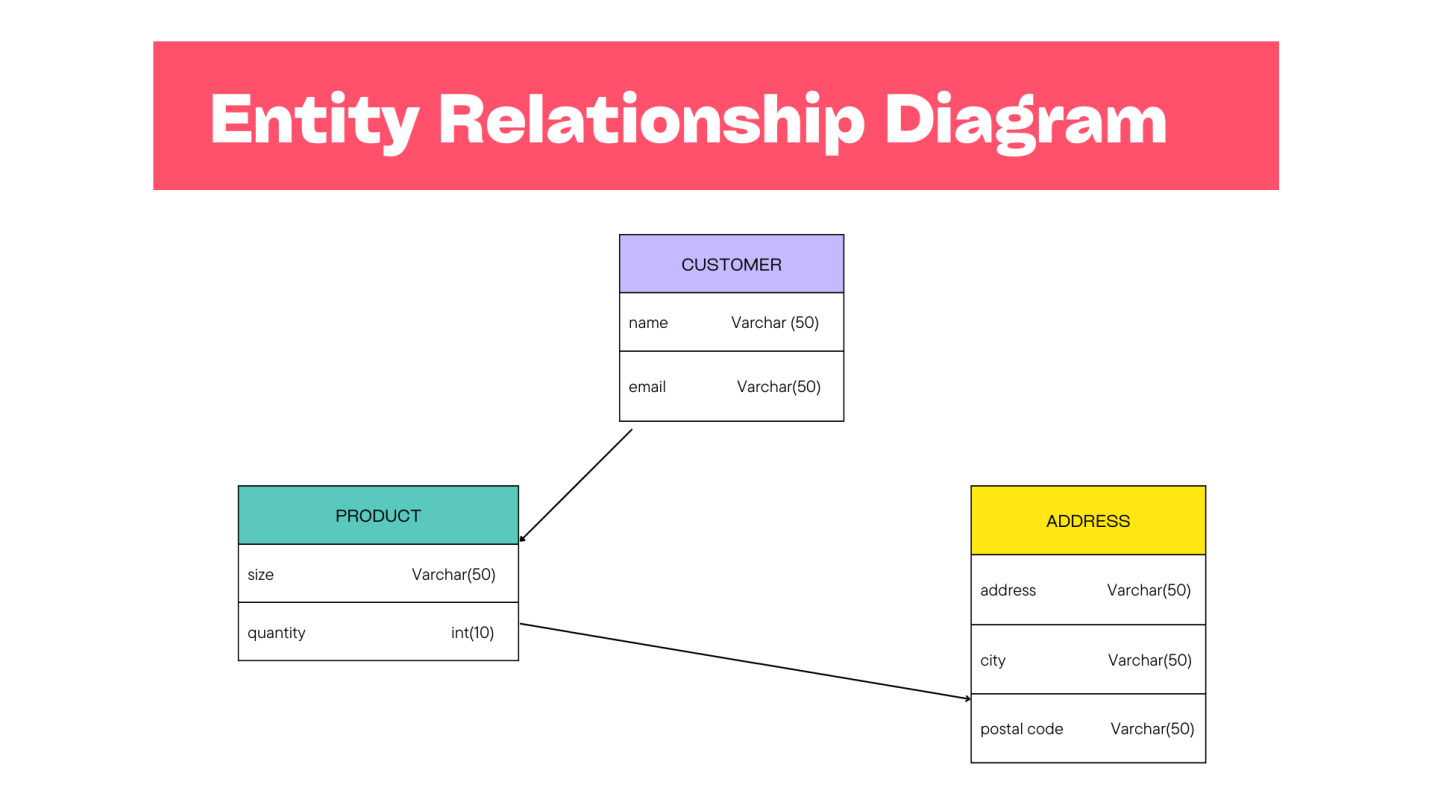 Entity Relationship Diagram
CUSTOMER
name Varchar (50)
email Varchar(50)
PRODUCT
size Varchar(50)
quantity int(10)
ADDRESS
address Varchar(50)
city Varchar(50)
postal code Varchar(50)